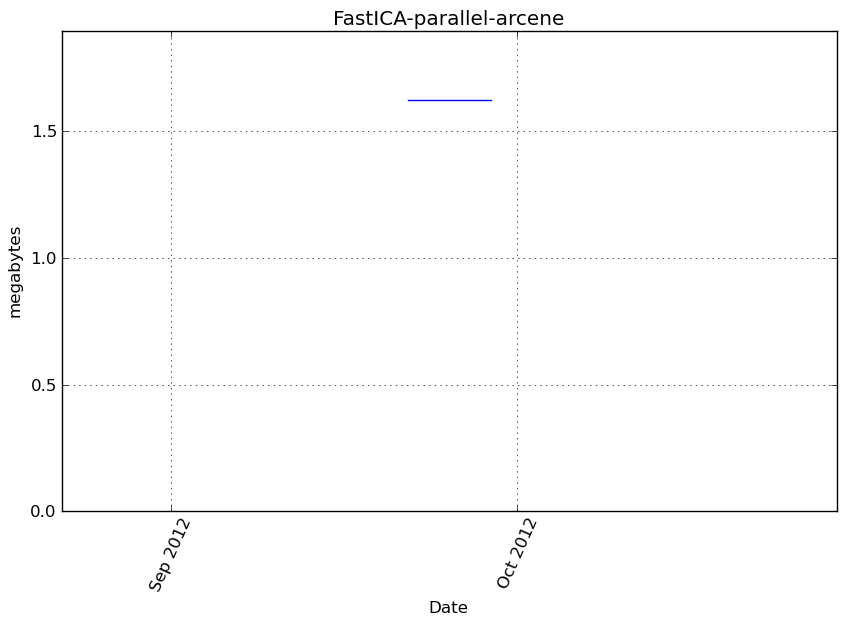 FastICA-parallel-arcene
megabytes
1.5
1.0
0.5
0.0
Sep 2012
Oct 2012
Date